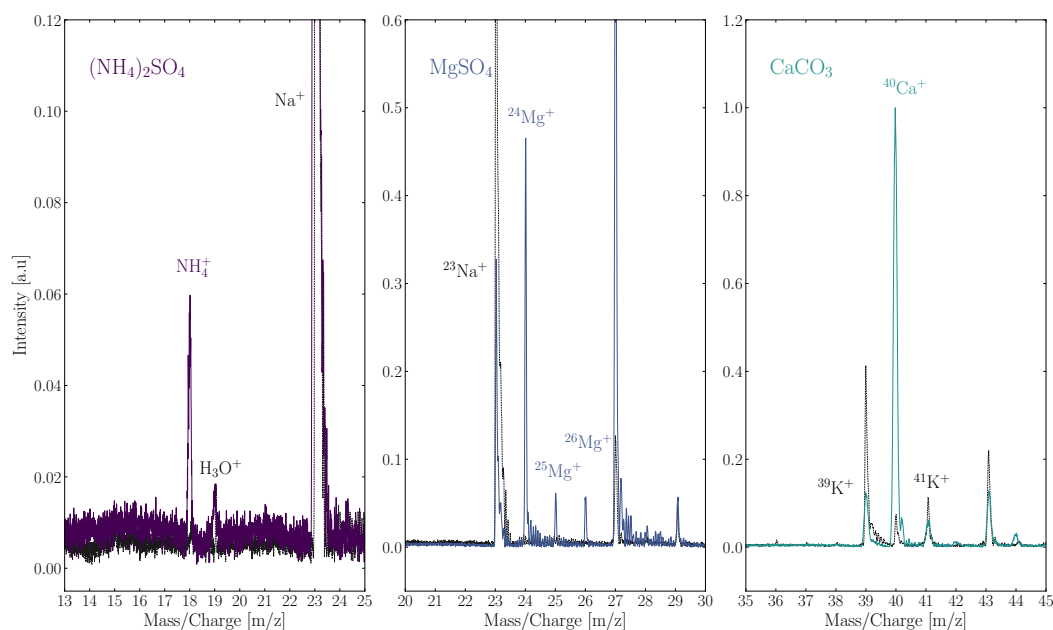 (NH₄)₂SO₄
Na⁺
NH₄⁺
H₃O⁺
0.12
0.10
0.08
0.06
0.04
0.02
0.00
Intensity [a.u]
13 14 15 16 17 18 19 20 21 22 23 24 25
Mass/Charge [m/z]
MgSO₄
²⁴Mg⁺
²³Na⁺
²⁶Mg⁺
²⁵Mg⁺
0.6
0.5
0.4
0.3
0.2
0.1
0.0
20 21 22 23 24 25 26 27 28 29 30
Mass/Charge [m/z]
CaCO₃
⁴⁰Ca⁺
³⁹K⁺
⁴¹K⁺
1.2
1.0
0.8
0.6
0.4
0.2
0.0
35 36 37 38 39 40 41 42 43 44 45
Mass/Charge [m/z]